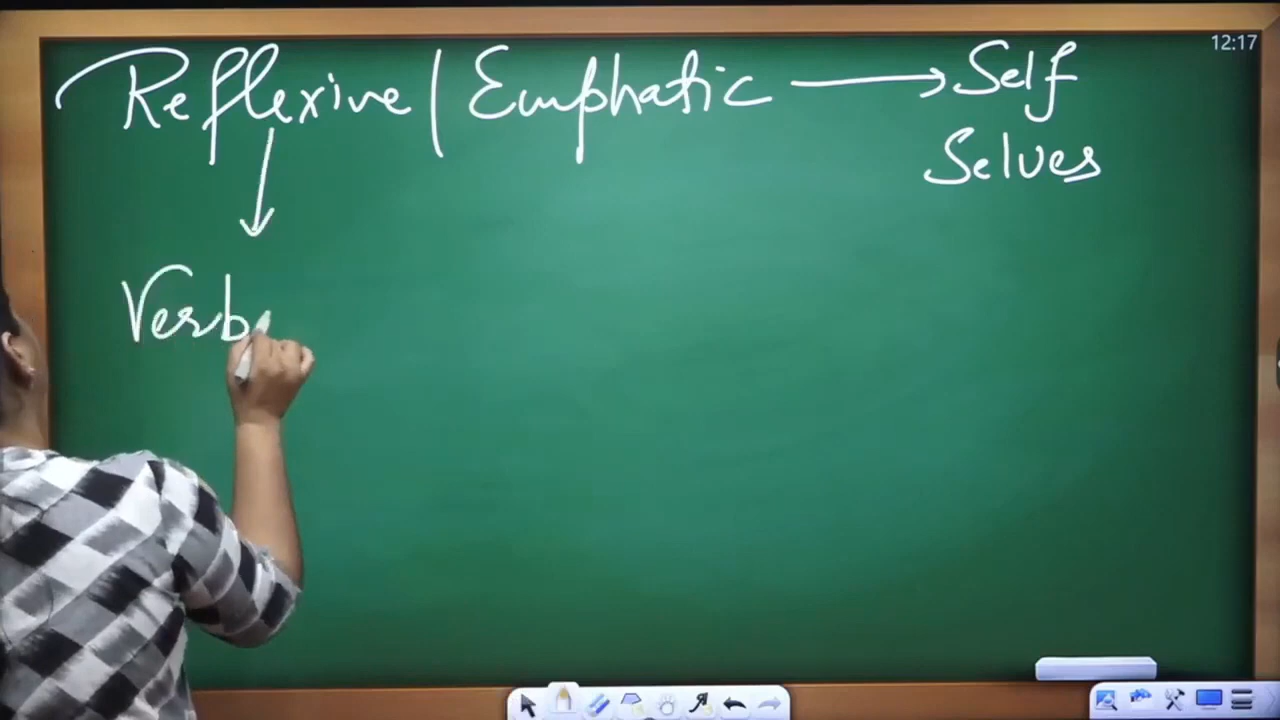 12:17
Reflexive | Emphatic → Self
Selves
↓
Verb